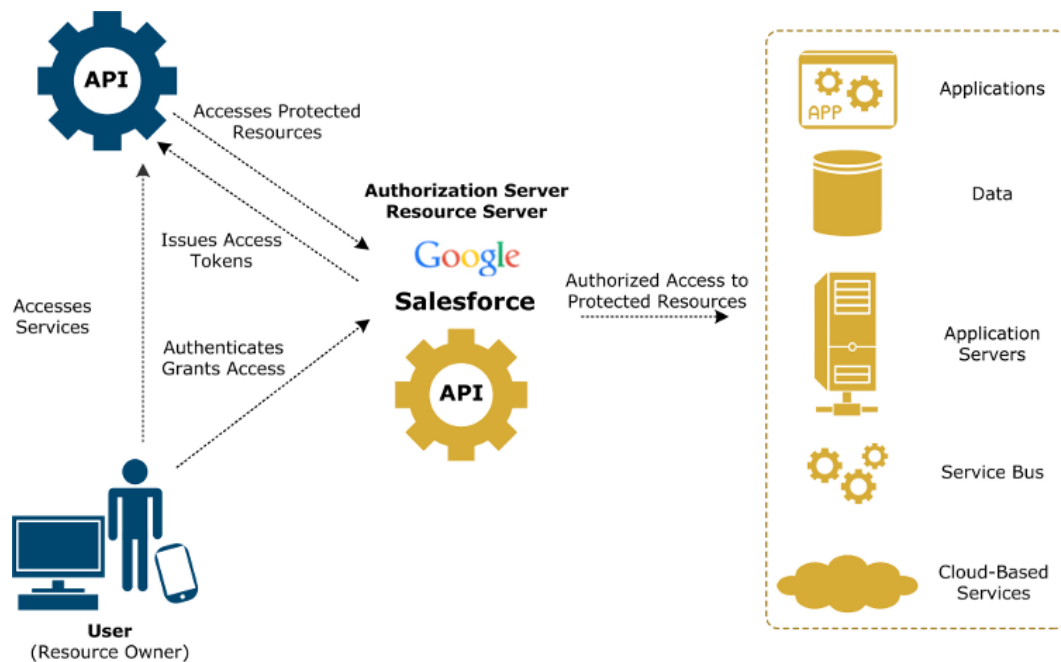 API
Accesses Protected
Resources
Authorization Server
Resource Server
Google
Salesforce
API
Issues Access
Tokens
Accesses
Services
Authenticates
Grants Access
Authorized Access to
Protected Resources
User
(Resource Owner)
APP
Applications
Data
Application
Servers
Service Bus
Cloud-Based
Services